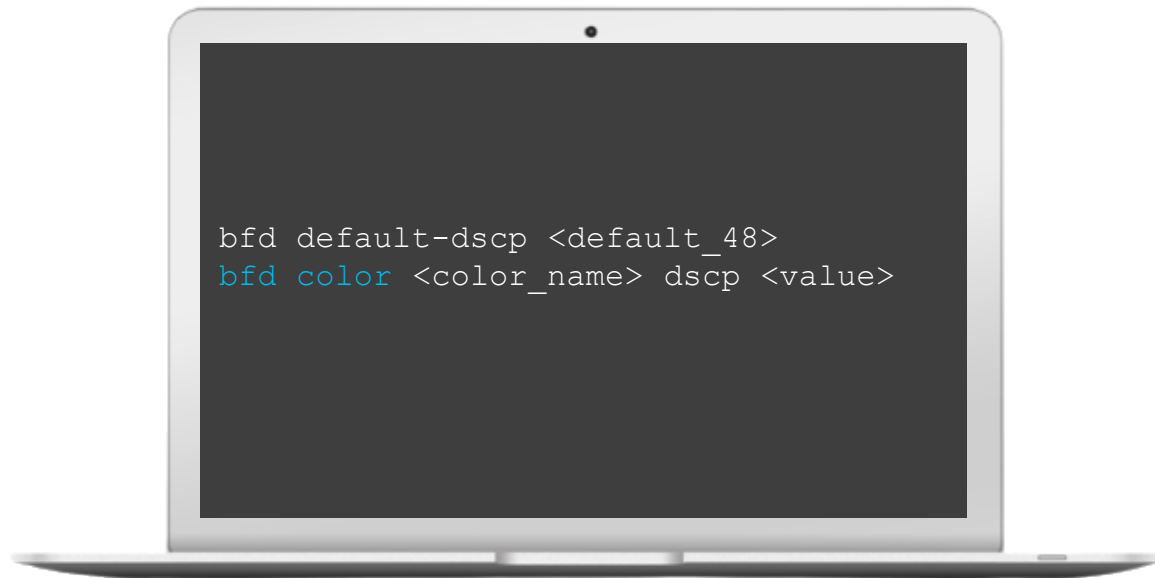 bfd default-dscp <default_48>
bfd color <color_name> dscp <value>